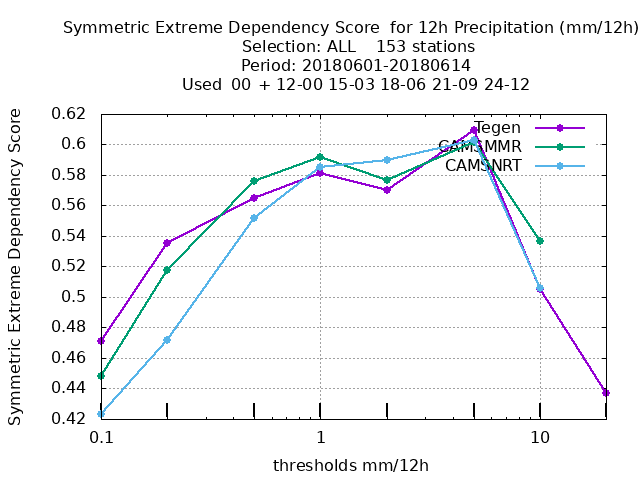 Symmetric Extreme Dependency Score  for 12h Precipitation (mm/12h)
Selection: ALL    153 stations
Period: 20180601-20180614
Used  00 + 12-00 15-03 18-06 21-09 24-12
Symmetric Extreme Dependency Score
0.62
0.6
0.58
0.56
0.54
0.52
0.5
0.48
0.46
0.44
0.42
Tegen
CAMSMMR
CAMSNRT
0.1
1
10
thresholds mm/12h